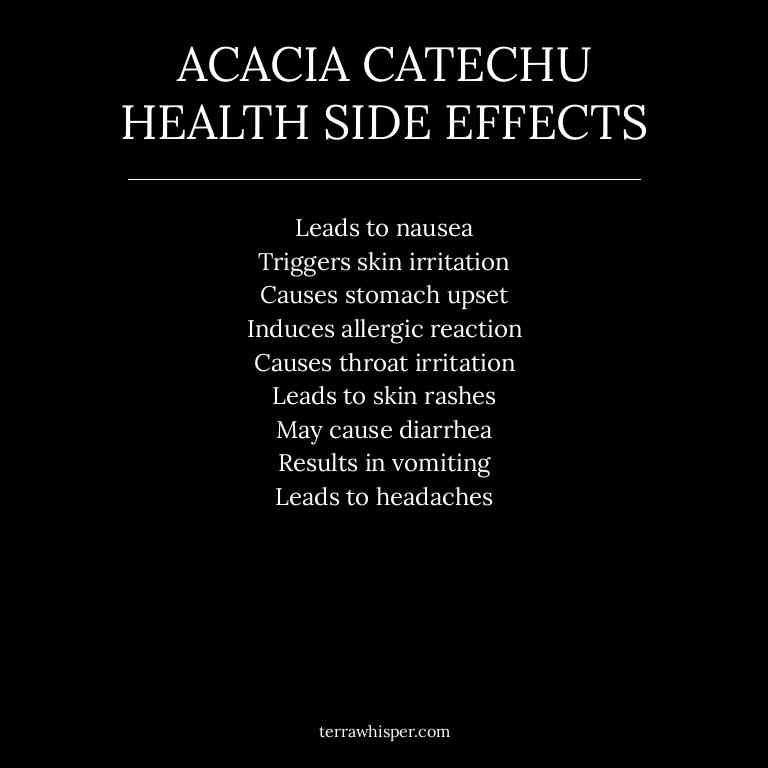 ACACIA CATECHU
HEALTH SIDE EFFECTS
Leads to nausea
Triggers skin irritation
Causes stomach upset
Induces allergic reaction
Causes throat irritation
Leads to skin rashes
May cause diarrhea
Results in vomiting
Leads to headaches
terrawhisper.com